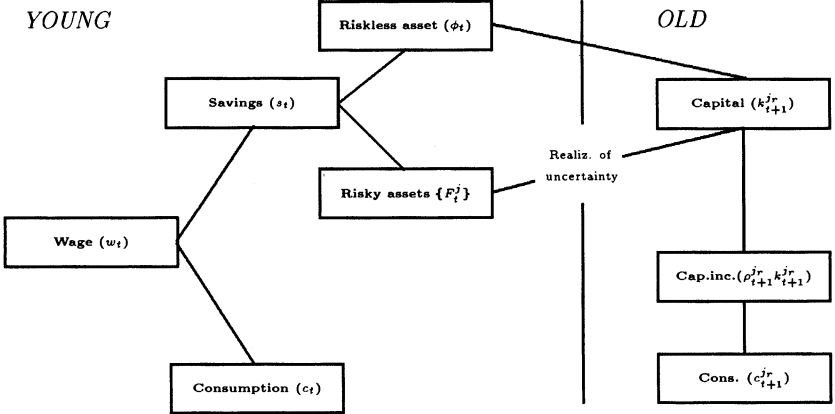 YOUNG
OLD
Riskless asset (ϕ_t)
Savings (s_t)
Capital (k^{jr}_{t+1})
Realiz. of
uncertainty
Risky assets {F^j_t}
Wage (w_t)
Cap.inc.(ρ^{jr}_{t+1}k^{jr}_{t+1})
Consumption (c_t)
Cons. (c^{jr}_{t+1})